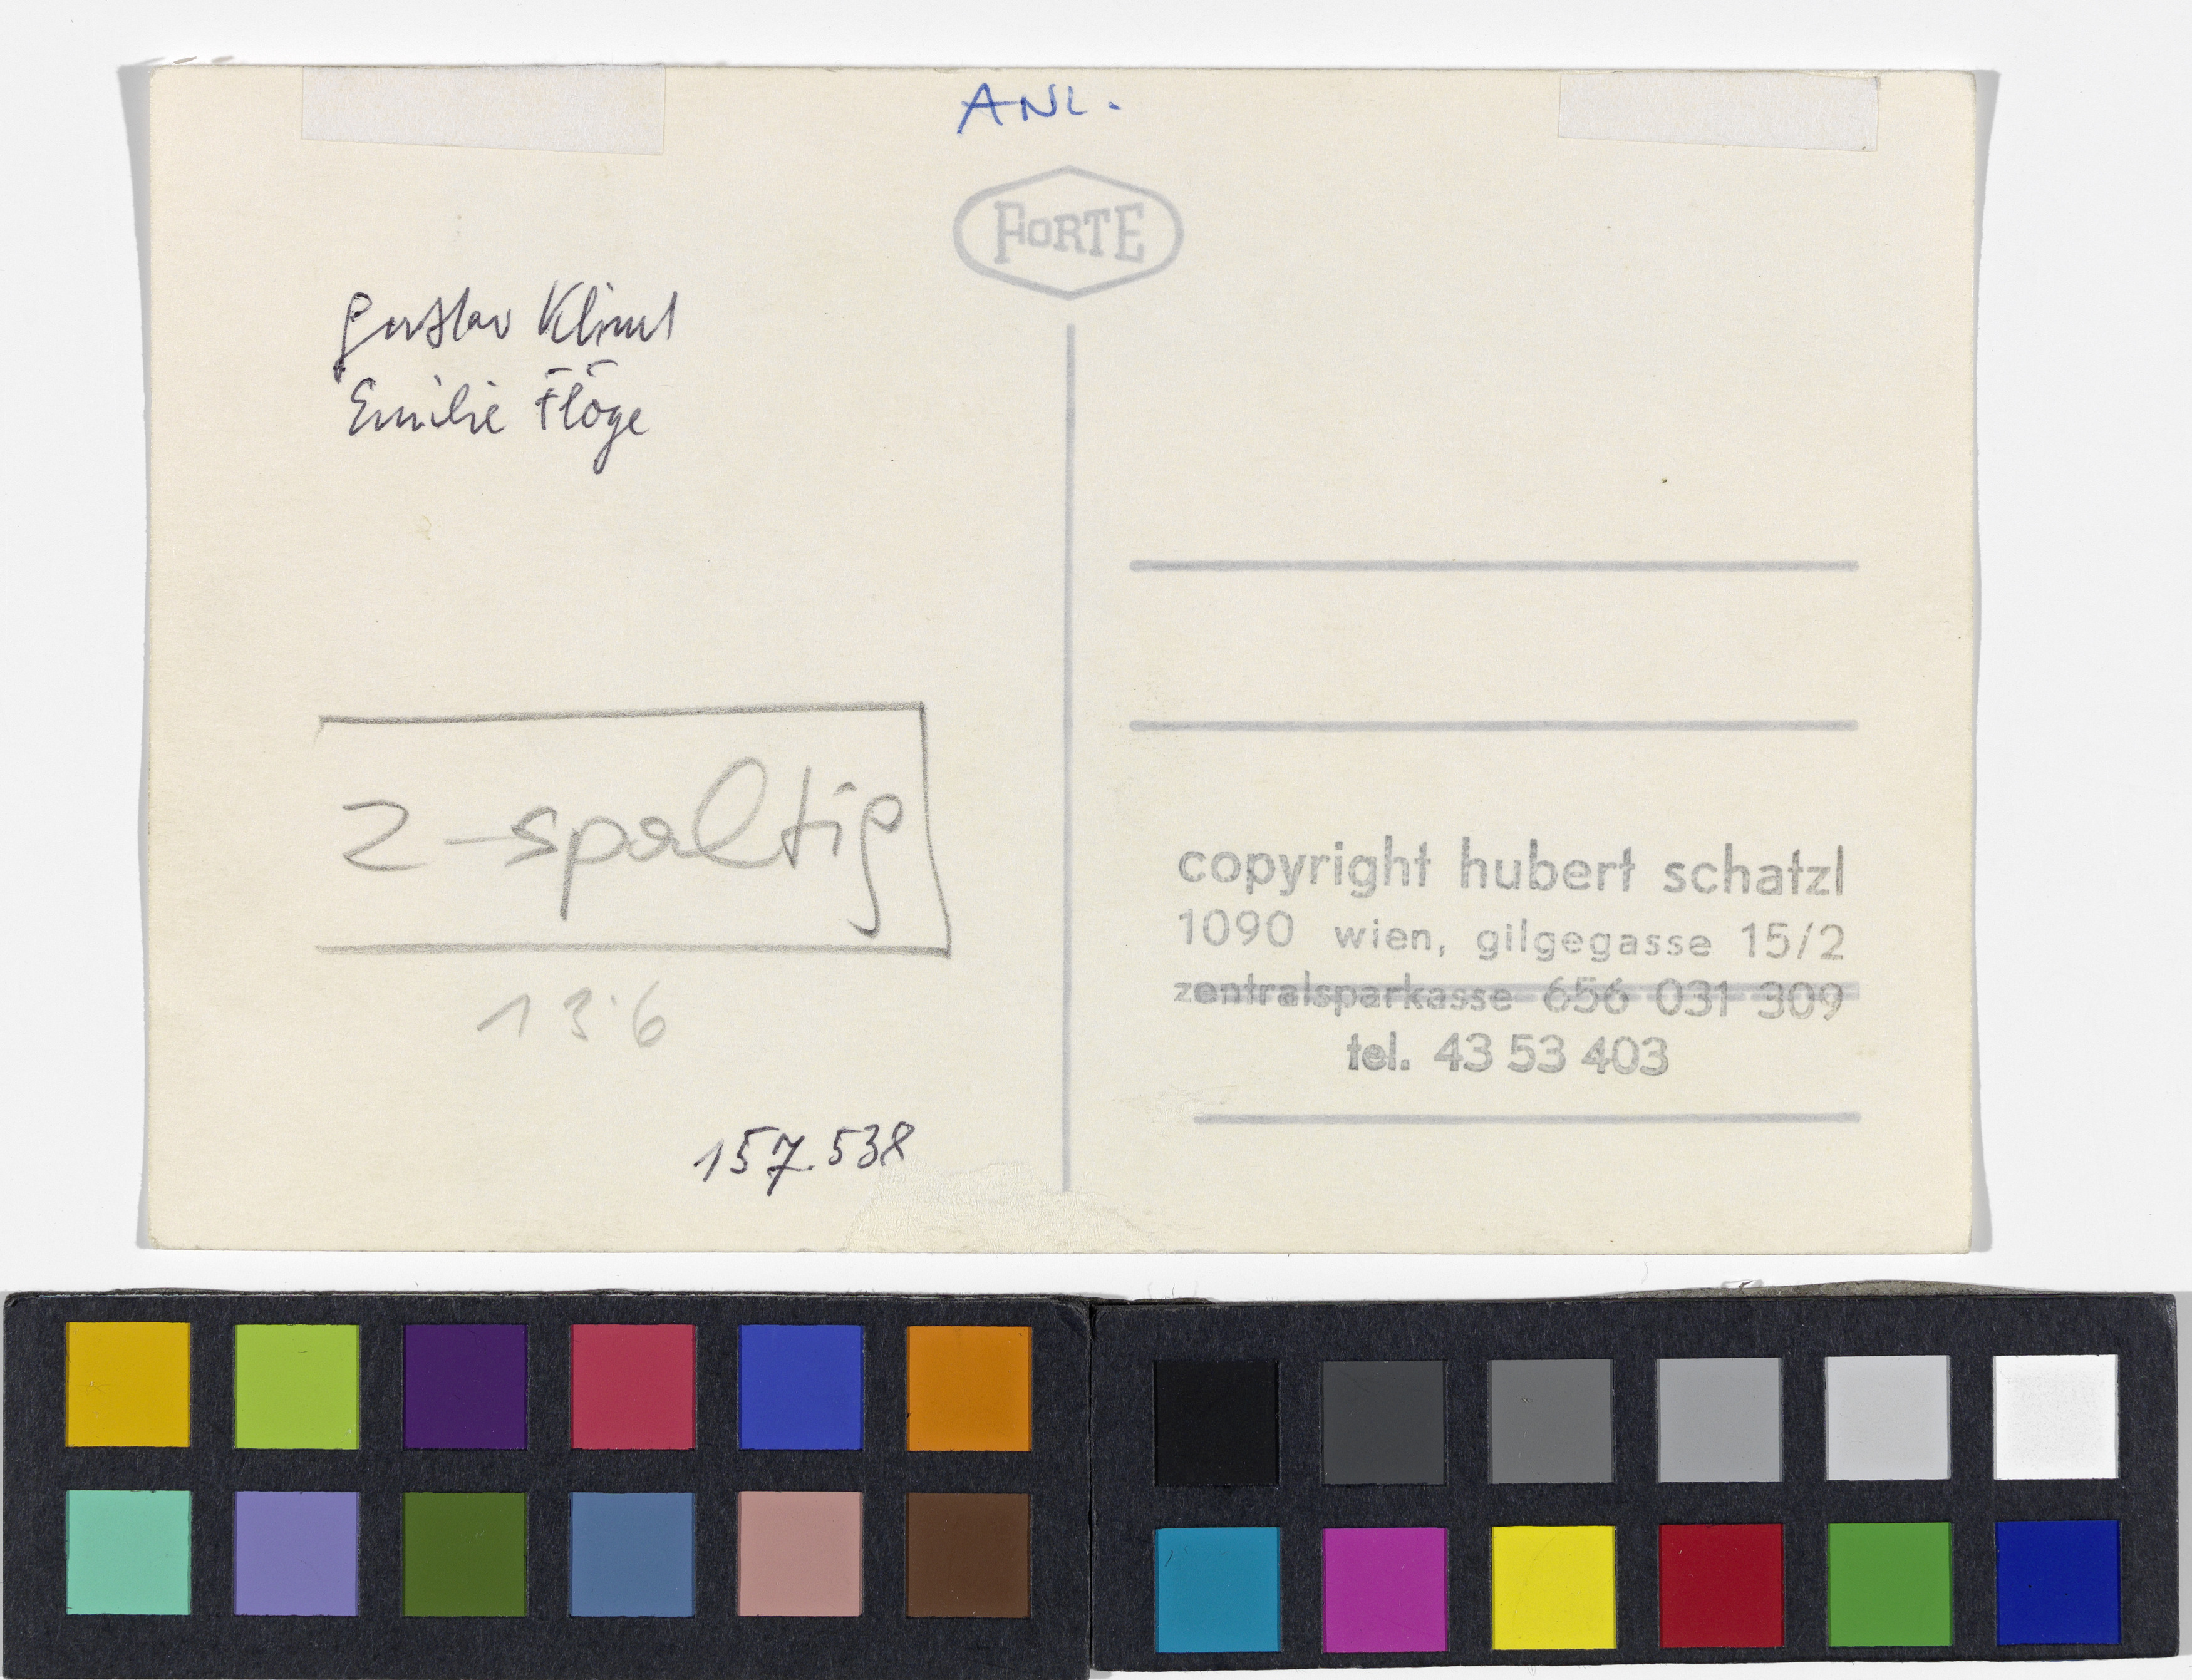 ANL.
FORTE
Gustav Klimt
Emilie Flöge
2-spaltig
13.6
157.538
copyright hubert schatzl
1090 wien, gilgegasse 15/2
zentralsparkasse 656 031 309
tel. 43 53 403